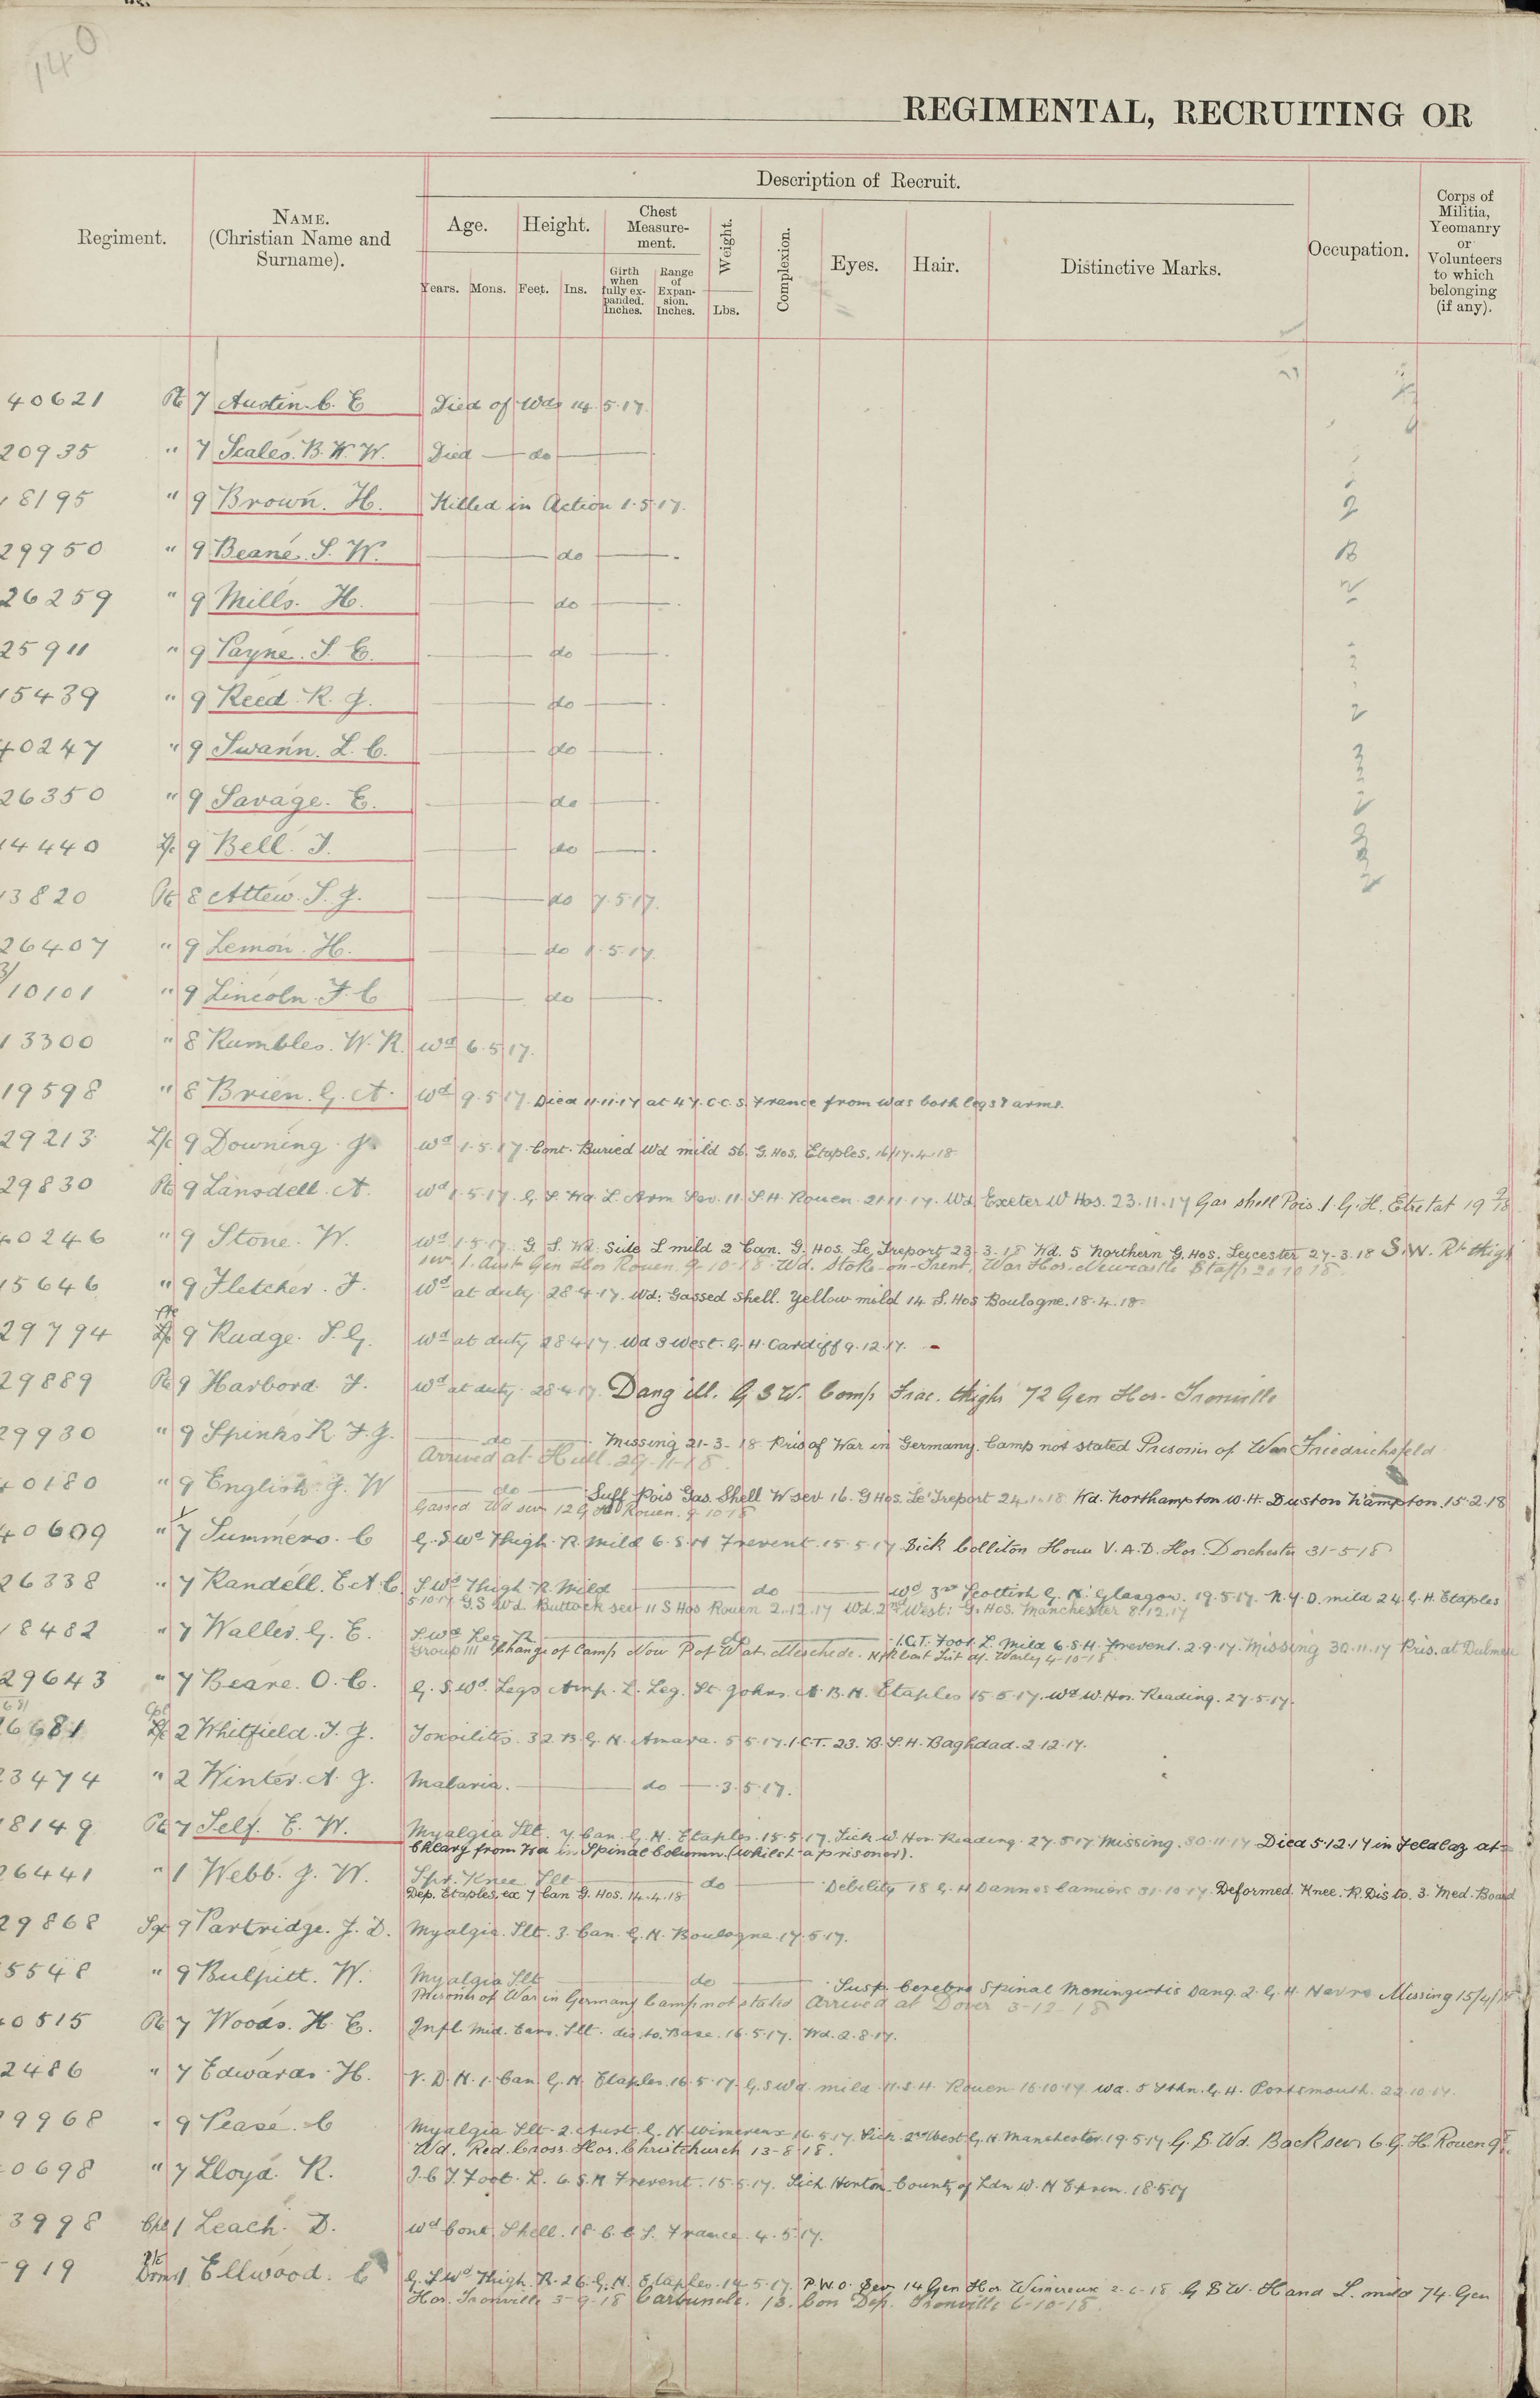 140
REGIMENTAL, RECRUITING OR
Regiment.
NAME.
(Christian Name and
Surname).
Description of Recruit.
Age.
Height.
Chest
Measure-
ment.
Weight.
Complexion.
Eyes.
Hair.
Distinctive Marks.
Occupation.
Corps of
Militia,
Yeomanry
or
Volunteers
to which
belonging
(if any).
Years.
Mons.
Feet.
Ins.
Girth
when
fully ex-
panded.
Inches.
Range
of
Expan-
sion.
Inches.
Lbs.
40621 Pte 7 Austin. C. E Died of Wds 14.5.17.
20935 " 7 Scales. B. W. W. Died — do —
18195 " 9 Brown. H. Killed in Action 1.5.17.
29950 " 9 Beane. S. W. — do —
26259 " 9 Mills. H. — do —
25911 " 9 Payne. S. E. — do —
15439 " 9 Reed. R. J. — do —
40247 " 9 Swann. L. C. — do —
26350 " 9 Savage. E. — do —
14440 L/c 9 Bell. J. — do —
13820 Pte 8 Attew. S. J. — do 7.5.17.
26407 " 9 Lemon. H. — do 1.5.17.
3/10101 " 9 Lincoln. F. C — do —
13300 " 8 Rumbles. W. R. Wd 6.5.17.
19598 " 8 Brien. G. A. Wd 9.5.17. Died 11.11.17 at 47. C.C.S. France from wds both legs & arms.
29213 L/c 9 Downing J. Wd 1.5.17. Cont. Buried Wd mild 56. G. Hos. Etaples. 16/17.4.18
29830 Pte 9 Lansdell. A. Wd 1.5.17. G. S. Wd. L. Arm Sev. 11. S.H. Rouen 21.11.17. Wd. Exeter W Hos. 23.11.17 Gas shell Pois. 1. G. H. Etretat 19 9/18
40246 " 9 Stone. W. Wd 1.5.17. G. S. Wd. Side L mild 2 Can. G. Hos. Le Treport 23.3.18 Wd. 5 Northern G. Hos. Leicester 27.3.18 S.W. Rt thigh
sev. 1. Aust Gen Hos Rouen 9-10-18. Wd. Stoke-on-Trent, War Hos. Newcastle Staffs 20 10 18.
15646 " 9 Fletcher. F. Wd at duty 28.4.17. Wd: Gassed Shell. Yellow mild 14 S. Hos Boulogne. 18.4.18.
29794 Pte 9 Rudge. S. G. Wd at duty 28.4.17. Wd 3 West. G. H. Cardiff 9.12.17.
29889 Pte 9 Harbord F. Wd at duty 28.4.17. Dang ill. G S W. Comp Frac. thigh 72 Gen Hos. Trouville
29930 " 9 Spinks R. F. J. — do — Missing 21-3-18 Pris of War in Germany. Camp not stated Prisonr of War Friedrichsfeld
Arrived at Hull. 29-11-18.
40180 " 9 English. J. W — do — Suff. Pois Gas. Shell W sev 16. G Hos. Le Treport 24.1.18. Wd. Northampton W. H. Duston N'ampton. 15.2.18
Gassed Wd sev 12 G. H Rouen. 9 10 18
40609 " 7 Summers. C G. S. Wd Thigh. R. Mild 6. S. H Frevent. 15.5.17. Sick Colliton House V.A.D. Hos. Dorchester 31-5-18
26338 " 7 Randell. E. A. C. S. Wd Thigh. R. Mild — do — Wd 3rd Scottish G. H. Glasgow. 19.5.17. N.Y.D. mild 24. G. H. Etaples
5 10 17 G.S Wd. Buttock sev 11 S Hos Rouen 2.12.17 Wd. 2nd West: G. Hos. Manchester 8.12.17
18482 " 7 Waller. G. E. S. Wd Leg R — do — I.C.T. Foot. L. mild 6.S.H. Frevent. 2.9.17. Missing 30.11.17 Pris. at Dulmen
Group III Change of Camp Now P of W at Meschede.
29643 " 7 Beare. O. C. G. S. Wd. Legs Amp. L. Leg. St. Johns. A. B. H. Etaples 15.5.17. Wd W. Hos. Reading. 27.5.17.
16681 Cpl 2 Whitfield. J. J. Tonsilitis. 32. B. G. H. Amara. 5.5.17. I.C.T. 23. B. S. H. Baghdad. 2.12.17.
23474 " 2 Winter. A. J. Malaria. — do — 3.5.17.
18149 Pte 7 Self. E. W. Myalgia Slt. 7 Can. G. H. Etaples. 15.5.17. Sick W. Hos. Reading. 27.5.17 Missing. 30.11.17 Died 5.12.17 in Feldlaz at
Cleary from Wd in Spinal Column. (whilst a prisoner).
26441 " 1 Webb. J. W. Spr. Knee. Slt — do — Debility 18 G. H Dannes Camiers 31.10.17. Deformed. Knee. R. Dis to. 3. Med. Board
Dep. Etaples, ex 7 Can G. Hos. 14.4.18
29868 Sgt 9 Partridge. J. D. Myalgia. Slt. 3. Can. G. H. Boulogne 17.5.17.
5548 " 9 Bulpitt. W. Myalgia Slt — do — Susp. Cerebro Spinal Meningitis Dang. 2. G. H. Havre Missing 15/4/18
Prisoner of War in Germany Camp not stated Arrived at Dover 3-12-18
40515 Pte 7 Woods. H. E. Infl. Mid. Ears. Slt. dis. to. Base. 16.5.17. Wd. 2.8.17.
2486 " 7 Edwards. H. V. D. H. 1. Can. G. H. Etaples. 16.5.17. G. S Wd. mild. 11. S. H. Rouen 16.10.17. Wd. 5 Sthn. G. H. Portsmouth. 22.10.17.
9968 " 9 Pease. C Myalgia Slt. 2. Aust. G. H. Wimereux 16.5.17. Sick. 2nd West G. H Manchester. 19.5.17 G. S. Wd. Back sev 6. G. H. Rouen
Wd. Red. Cross. Hos. Christchurch 13-8-18.
40698 " 7 Lloyd. R. I. C. T. Foot. L. 6. S. H Frevent. 15.5.17. Sick Horton. County of Ldn W. H Epsom. 18.5.17
3998 Cpl 1 Leach. D. Wd Cont. Shell. 18. C. C. S. France. 4.5.17.
919 Pte 1 Ellwood. C G. S. Wd Thigh. R. 26. G. H. Etaples. 14.5.17. P.U.O. Sev. 14 Gen Hos. Wimereux 2-6-18 G S W. Hand L. mild 74. Gen
Hos. Trouville 3-9-18 Carbuncle. 13. Con Dep. Trouville 6-10-18.